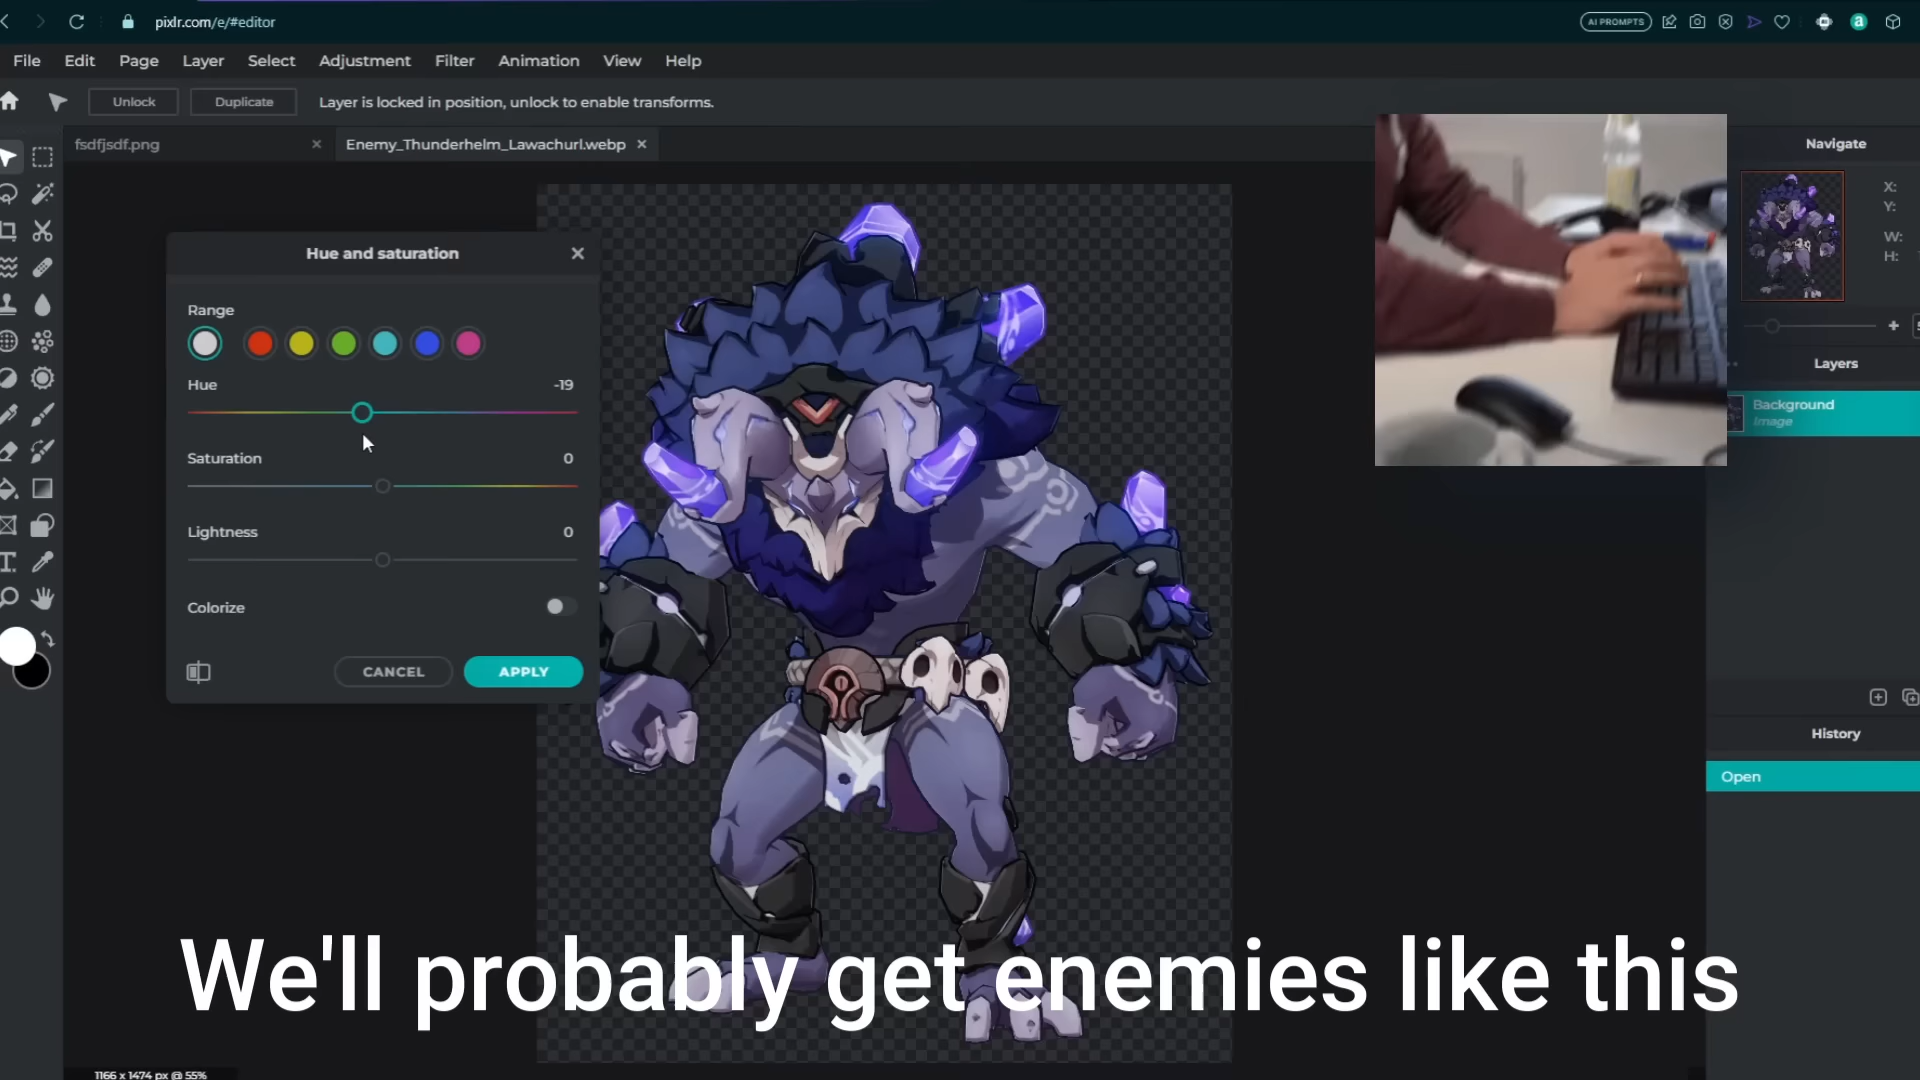 pixlr.com/e/#editor
AI PROMPTS
a
File Edit Page Layer Select Adjustment Filter Animation View Help
Unlock Duplicate Layer is locked in position, unlock to enable transforms.
fsdfjsdf.png
Enemy_Thunderhelm_Lawachurl.webp
Navigate
X:
Y:
W:
H:
Hue and saturation
Range
Hue -19
Saturation 0
Lightness 0
Colorize
CANCEL APPLY
Layers
Background
Image
History
Open
We'll probably get enemies like this
1166 x 1474 px @ 55%